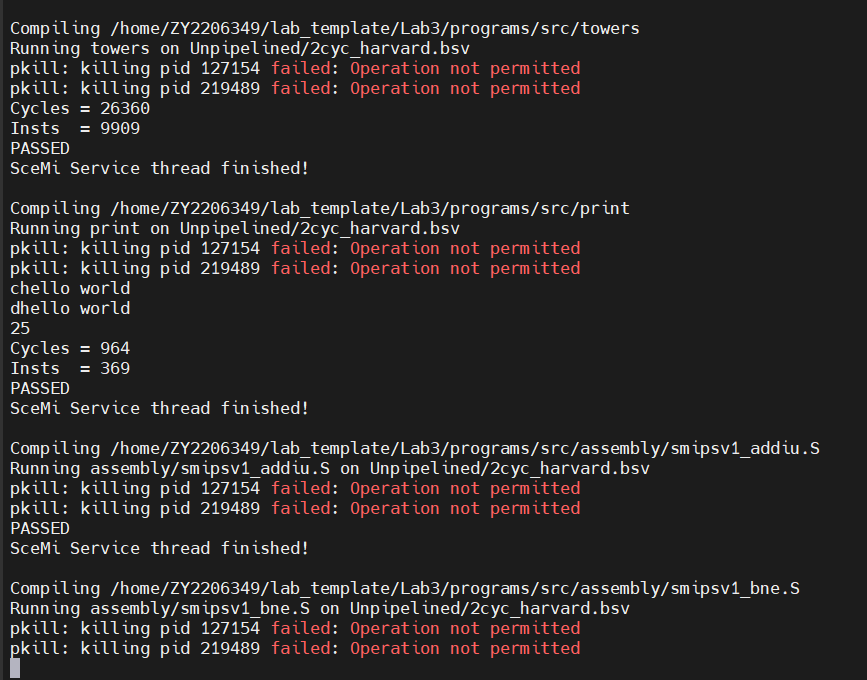 Compiling /home/ZY2206349/lab_template/Lab3/programs/src/towers
Running towers on Unpipelined/2cyc_harvard.bsv
pkill: killing pid 127154 failed: Operation not permitted
pkill: killing pid 219489 failed: Operation not permitted
Cycles = 26360
Insts  = 9909
PASSED
SceMi Service thread finished!
Compiling /home/ZY2206349/lab_template/Lab3/programs/src/print
Running print on Unpipelined/2cyc_harvard.bsv
pkill: killing pid 127154 failed: Operation not permitted
pkill: killing pid 219489 failed: Operation not permitted
chello world
dhello world
25
Cycles = 964
Insts  = 369
PASSED
SceMi Service thread finished!
Compiling /home/ZY2206349/lab_template/Lab3/programs/src/assembly/smipsv1_addiu.S
Running assembly/smipsv1_addiu.S on Unpipelined/2cyc_harvard.bsv
pkill: killing pid 127154 failed: Operation not permitted
pkill: killing pid 219489 failed: Operation not permitted
PASSED
SceMi Service thread finished!
Compiling /home/ZY2206349/lab_template/Lab3/programs/src/assembly/smipsv1_bne.S
Running assembly/smipsv1_bne.S on Unpipelined/2cyc_harvard.bsv
pkill: killing pid 127154 failed: Operation not permitted
pkill: killing pid 219489 failed: Operation not permitted